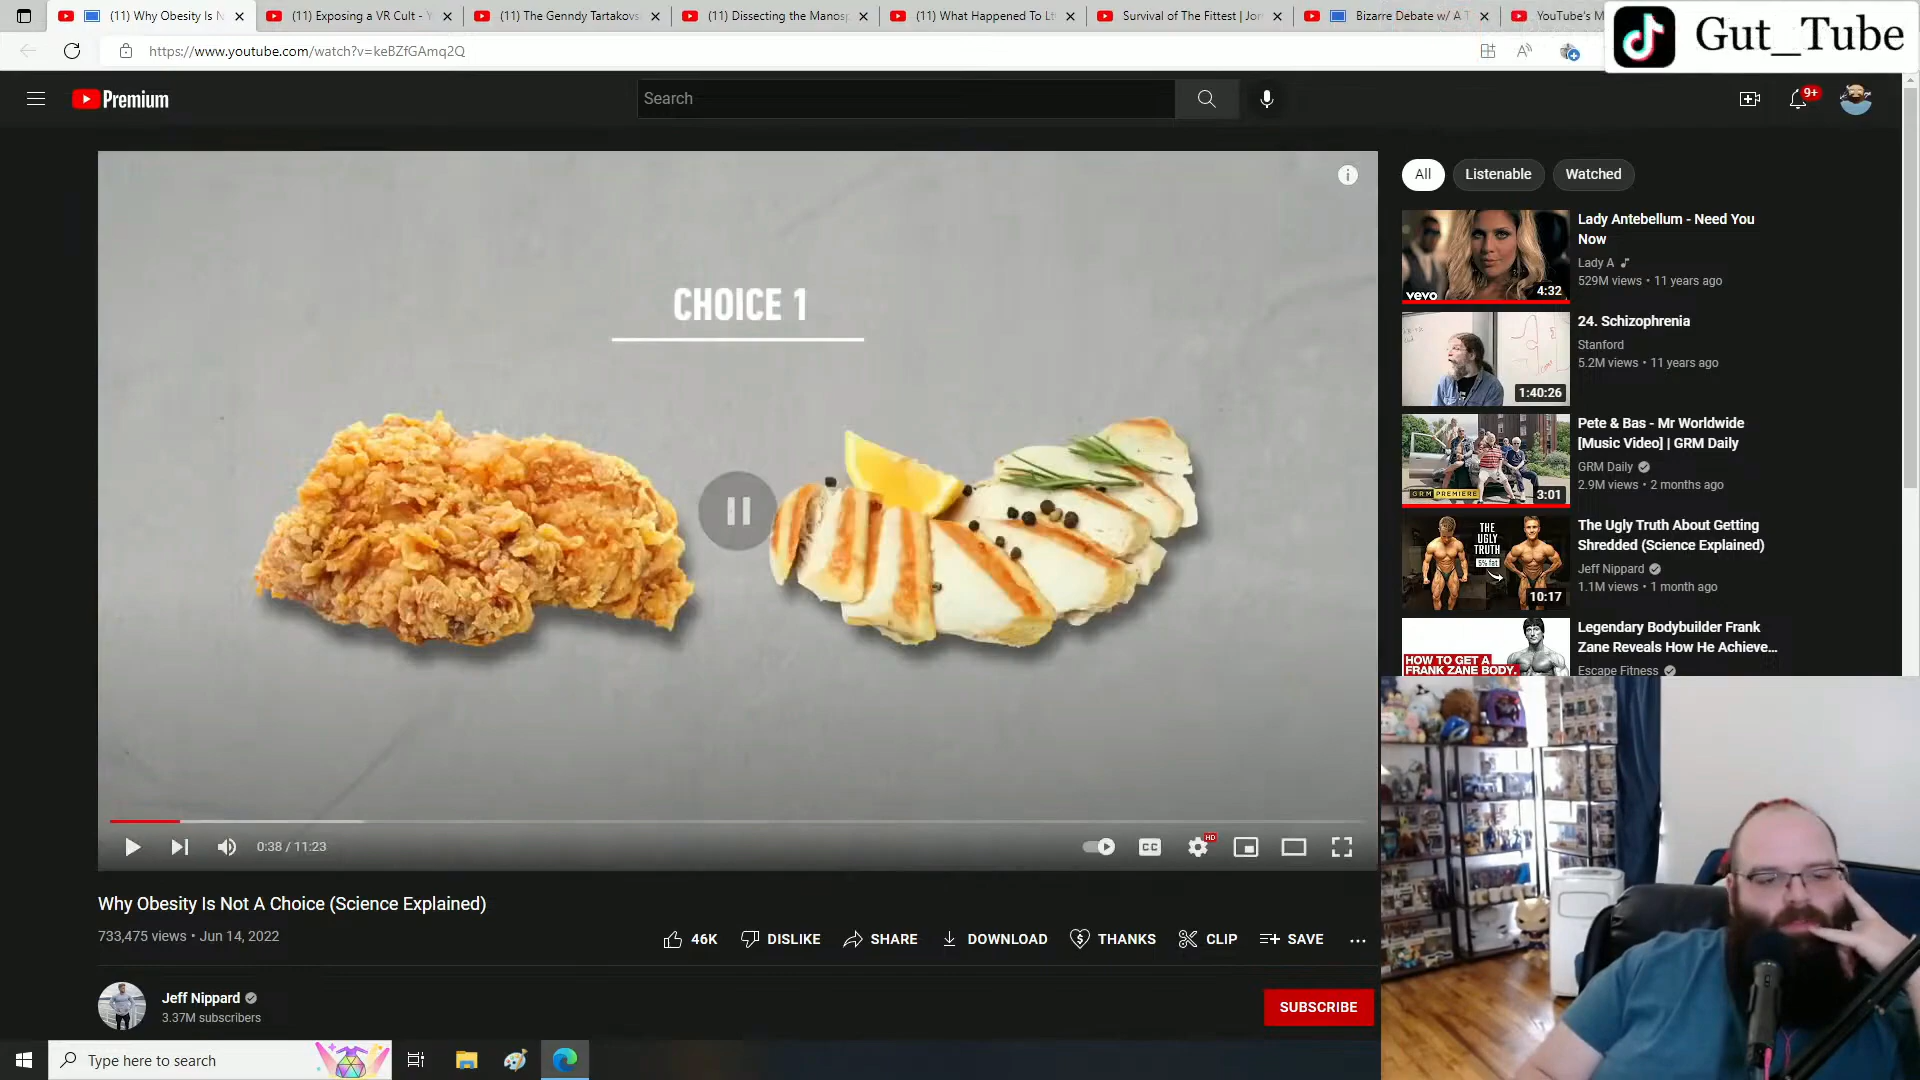 (11) Why Obesity Is N
(11) Exposing a VR Cult - Y
(11) The Genndy Tartakovs
(11) Dissecting the Manosp
(11) What Happened To Lt
Survival of The Fittest | Jon
Bizarre Debate w/ A T
YouTube's M
Gut_Tube
https://www.youtube.com/watch?v=keBZfGAmq2Q
Premium
Search
9+
CHOICE 1
0:38 / 11:23
CC
HD
Why Obesity Is Not A Choice (Science Explained)
733,475 views • Jun 14, 2022
46K
DISLIKE
SHARE
DOWNLOAD
THANKS
CLIP
SAVE
Jeff Nippard
3.37M subscribers
SUBSCRIBE
All
Listenable
Watched
vevo
4:32
Lady Antebellum - Need You
Now
Lady A
529M views • 11 years ago
1:40:26
24. Schizophrenia
Stanford
5.2M views • 11 years ago
GRM PREMIERE
3:01
Pete & Bas - Mr Worldwide
[Music Video] | GRM Daily
GRM Daily
2.9M views • 2 months ago
THE
UGLY
TRUTH
5% fat
10:17
The Ugly Truth About Getting
Shredded (Science Explained)
Jeff Nippard
1.1M views • 1 month ago
HOW TO GET A
FRANK ZANE BODY.
Legendary Bodybuilder Frank
Zane Reveals How He Achieve...
Escape Fitness
Type here to search